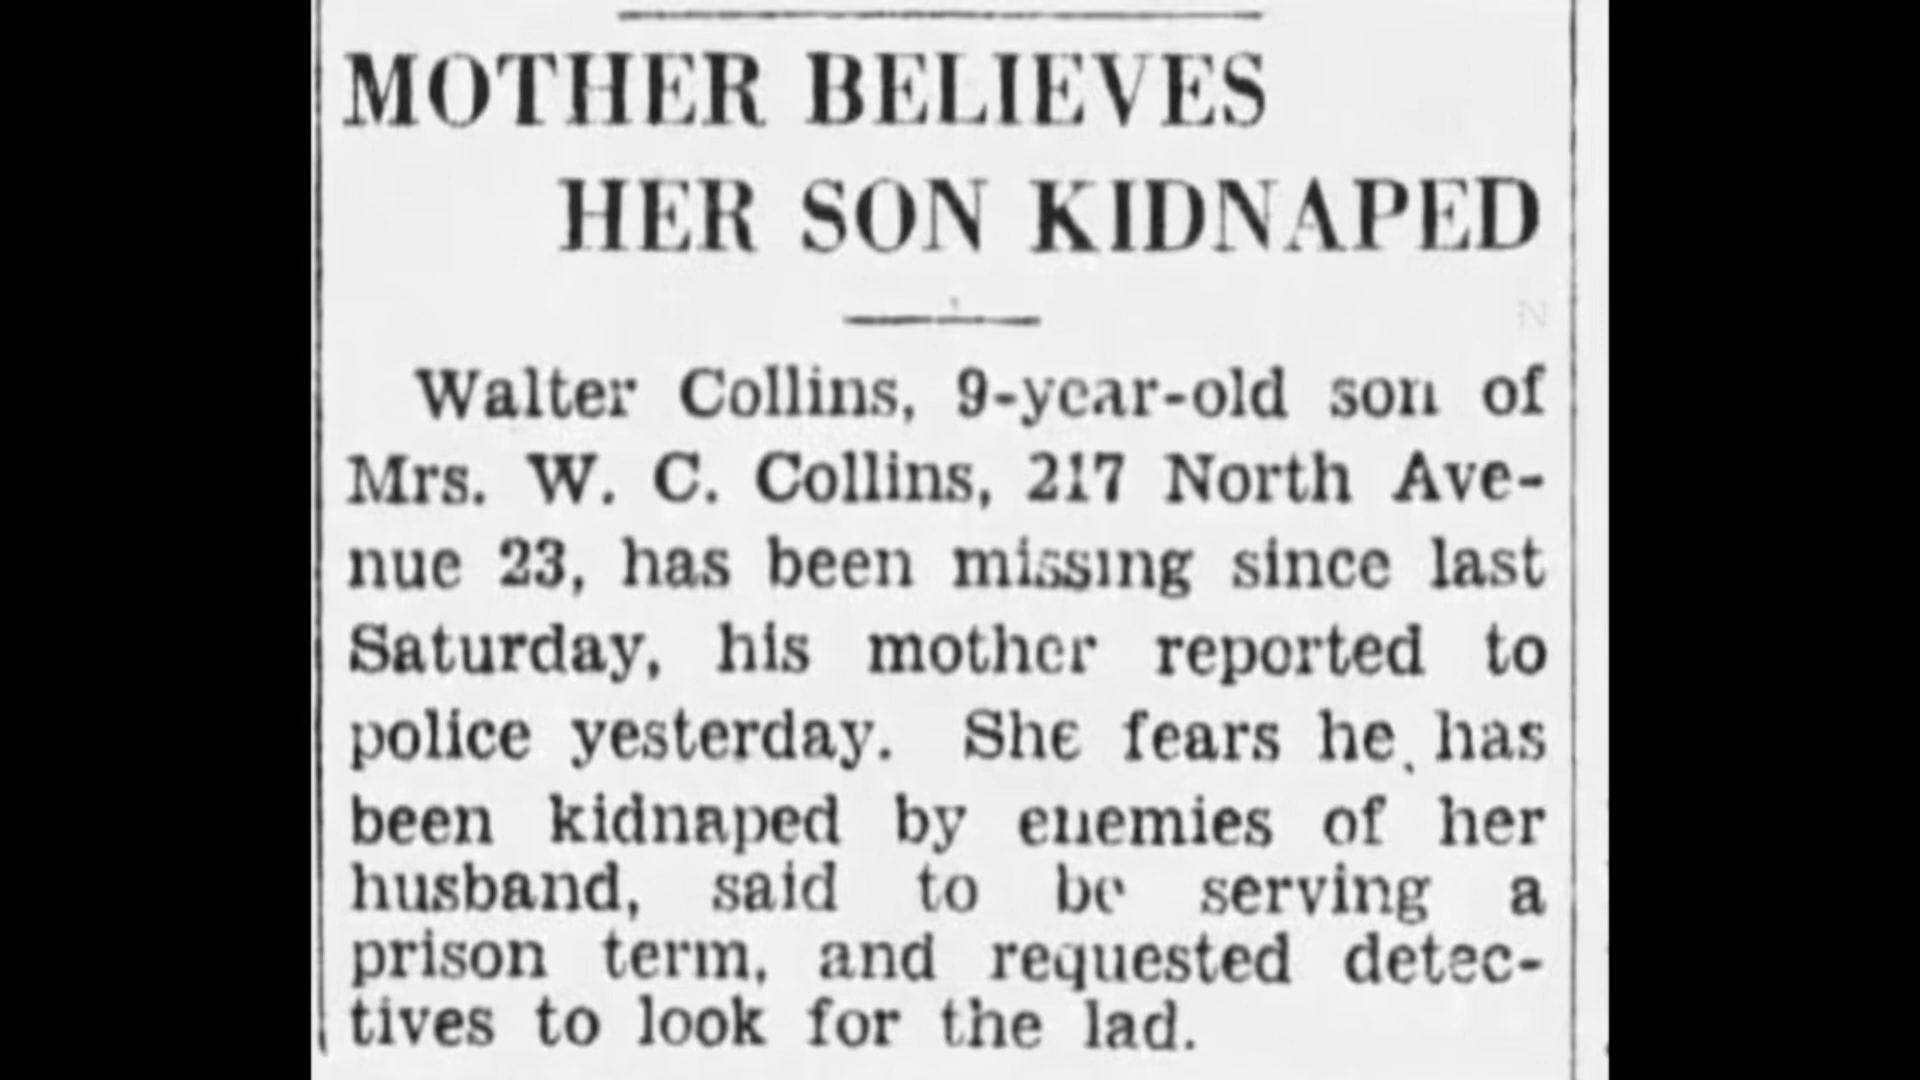 MOTHER BELIEVES
HER SON KIDNAPED
Walter Collins, 9-year-old son of
Mrs. W. C. Collins, 217 North Ave-
nue 23, has been missing since last
Saturday, his mother reported to
police yesterday. She fears he has
been kidnaped by enemies of her
husband, said to be serving a
prison term, and requested detec-
tives to look for the lad.